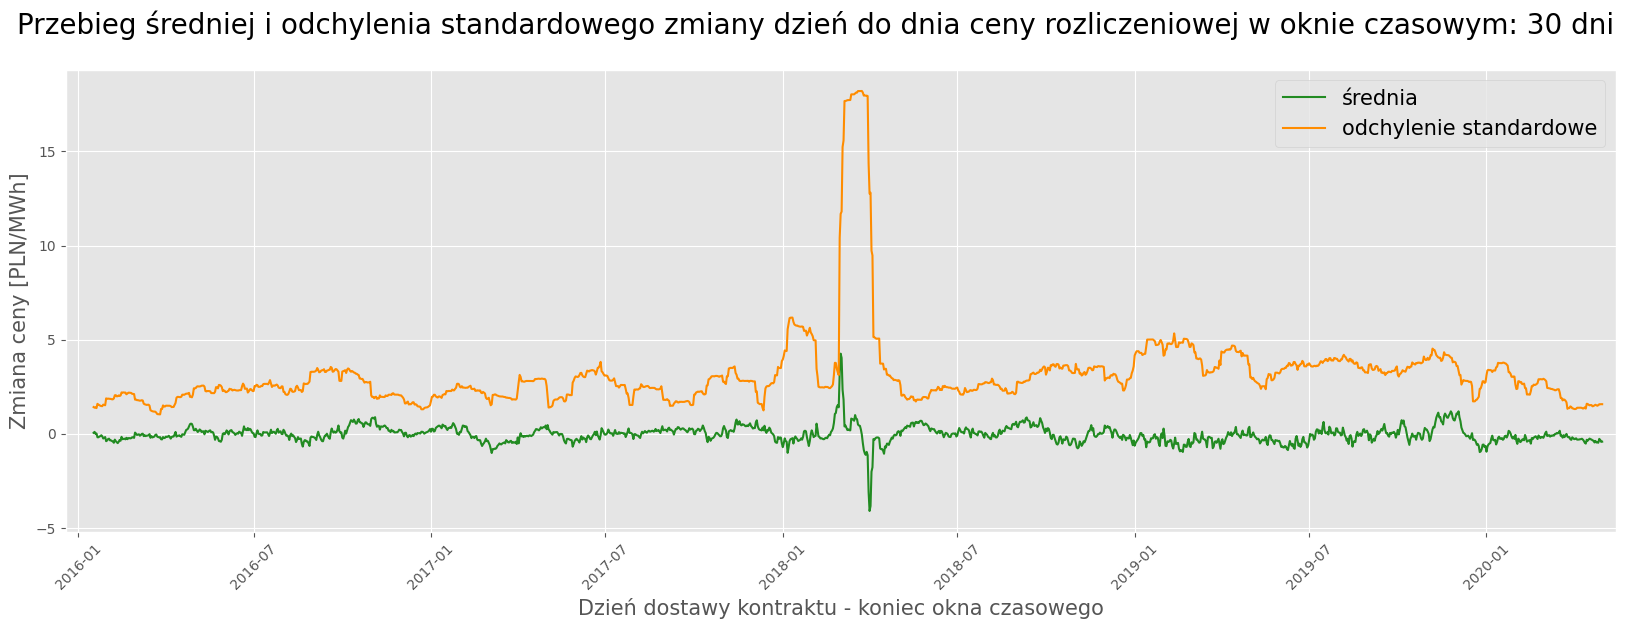 Przebieg średniej i odchylenia standardowego zmiany dzień do dnia ceny rozliczeniowej w oknie czasowym: 30 dni
średnia
odchylenie standardowe
Zmiana ceny [PLN/MWh]
15
10
5
0
−5
2016-01
2016-07
2017-01
2017-07
2018-01
2018-07
2019-01
2019-07
2020-01
Dzień dostawy kontraktu - koniec okna czasowego